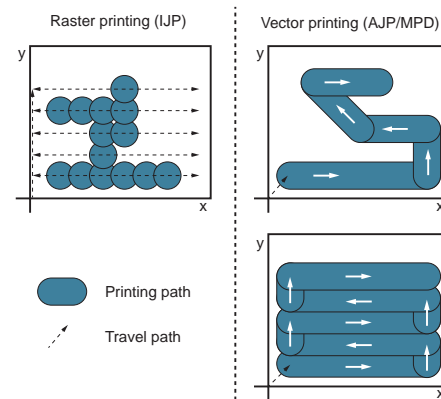 Raster printing (IJP)
Vector printing (AJP/MPD)
y
x
y
x
y
x
Printing path
Travel path